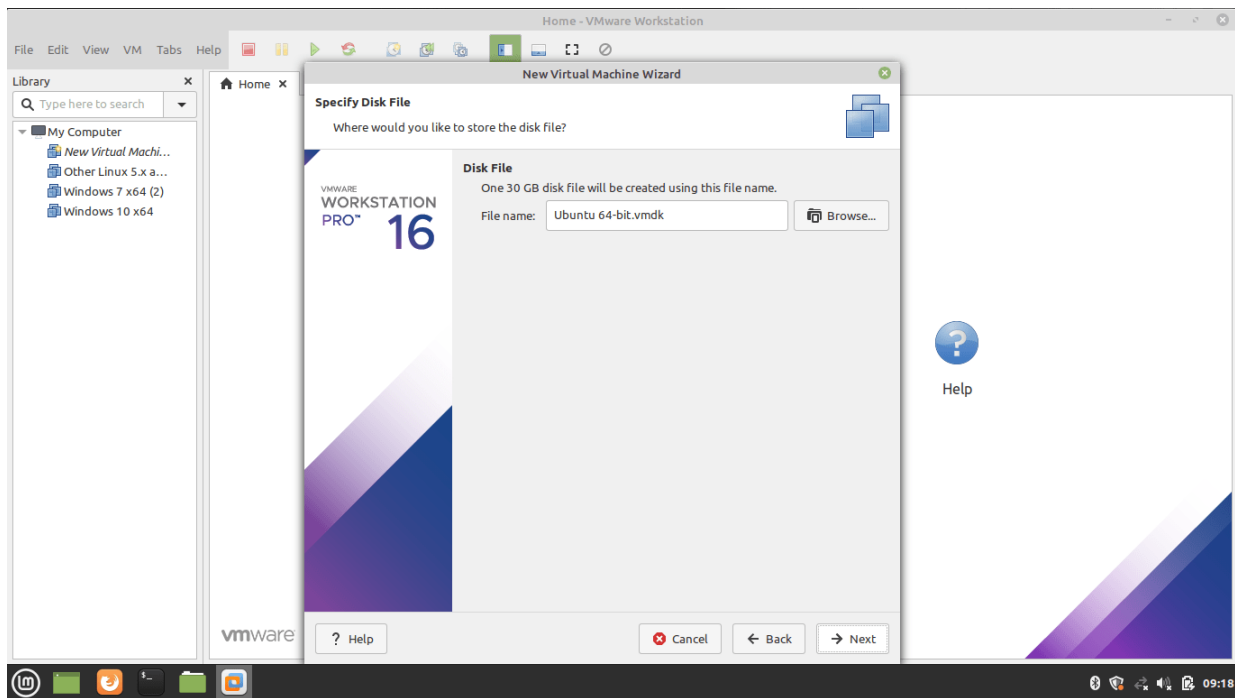 Home - VMware Workstation
File Edit View VM Tabs Help
Library
Type here to search
My Computer
New Virtual Machi...
Other Linux 5.x a...
Windows 7 x64 (2)
Windows 10 x64
Home
New Virtual Machine Wizard
Specify Disk File
Where would you like to store the disk file?
VMWARE
WORKSTATION
PRO™ 16
Disk File
One 30 GB disk file will be created using this file name.
File name: Ubuntu 64-bit.vmdk Browse...
Help
vmware
? Help Cancel Back Next
lm
$_
09:18